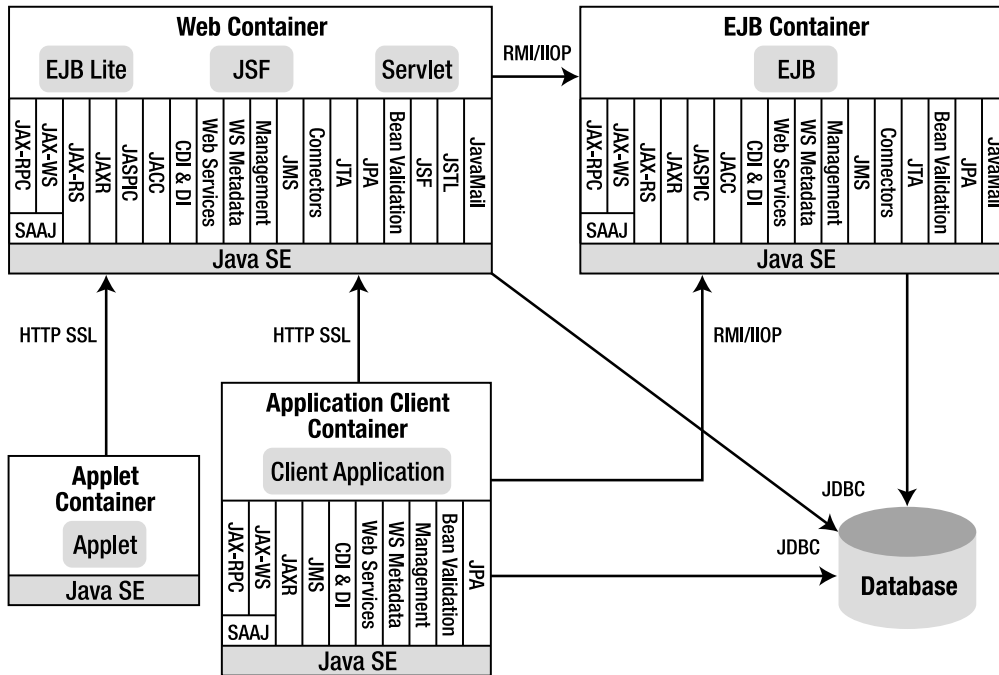 Web Container
EJB Lite
JSF
Servlet
JAX-RPC
JAX-WS
SAAJ
JAX-RS
JAXR
JASPIC
JACC
CDI & DI
Web Services
WS Metadata
Management
JMS
Connectors
JTA
JPA
Bean Validation
JSF
JSTL
JavaMail
Java SE
RMI/IIOP
EJB Container
EJB
JAX-RPC
JAX-WS
SAAJ
JAX-RS
JAXR
JASPIC
JACC
CDI & DI
Web Services
WS Metadata
Management
JMS
Connectors
JTA
Bean Validation
JPA
JavaMail
Java SE
HTTP SSL
HTTP SSL
RMI/IIOP
Applet
Container
Applet
Java SE
Application Client
Container
Client Application
JAX-RPC
JAX-WS
SAAJ
JAXR
JMS
CDI & DI
Web Services
WS Metadata
Management
Bean Validation
JPA
Java SE
JDBC
JDBC
Database